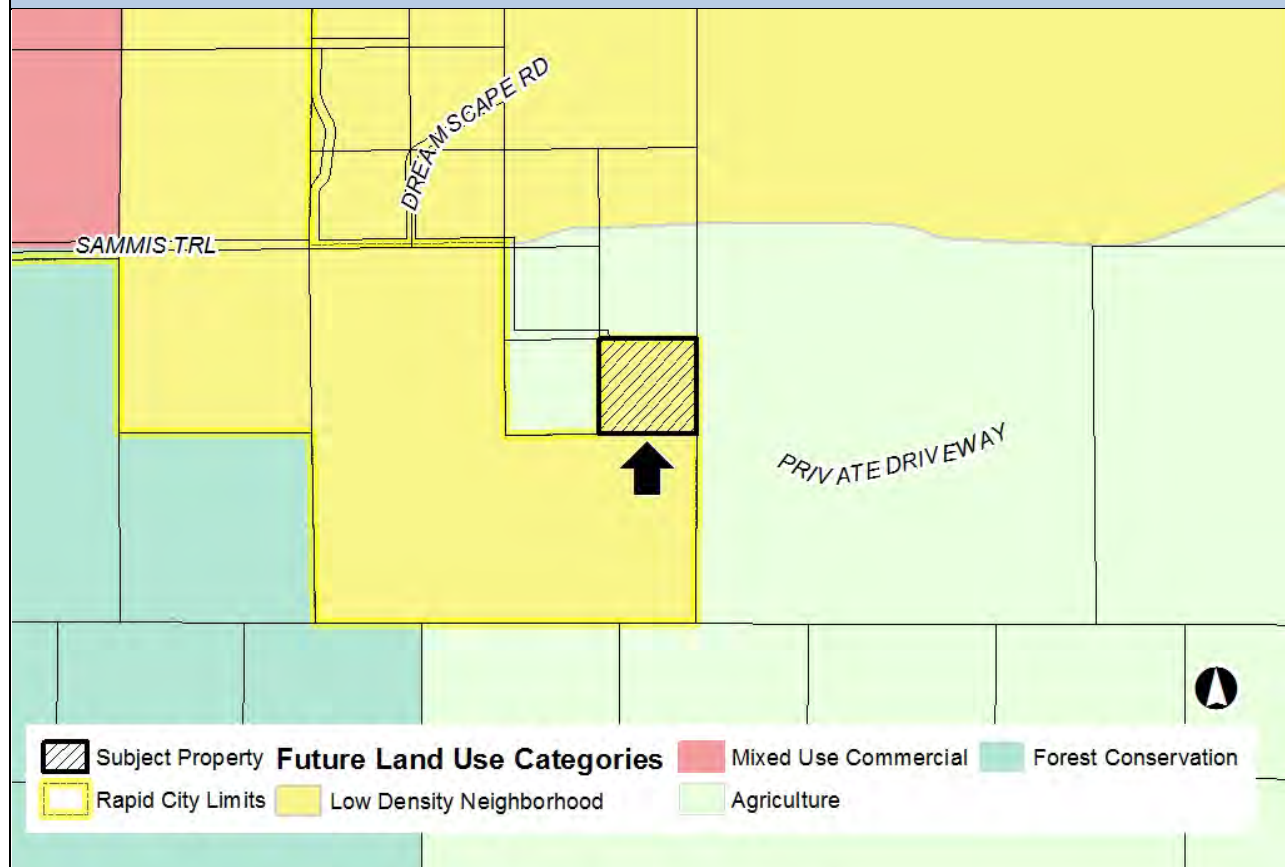 DREAMSCAPE RD
SAMMIS TRL
PRIVATE DRIVEWAY
Subject Property
Future Land Use Categories
Mixed Use Commercial
Forest Conservation
Rapid City Limits
Low Density Neighborhood
Agriculture